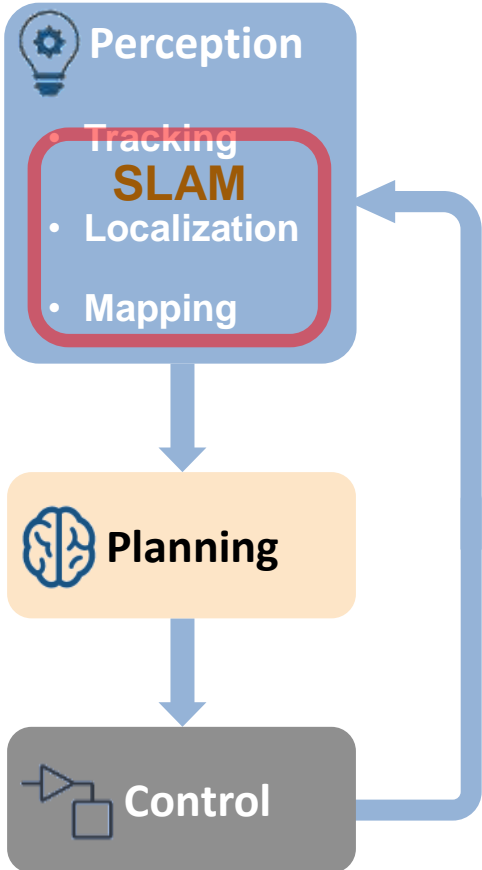 Perception
• Tracking
SLAM
• Localization
• Mapping
Planning
Control